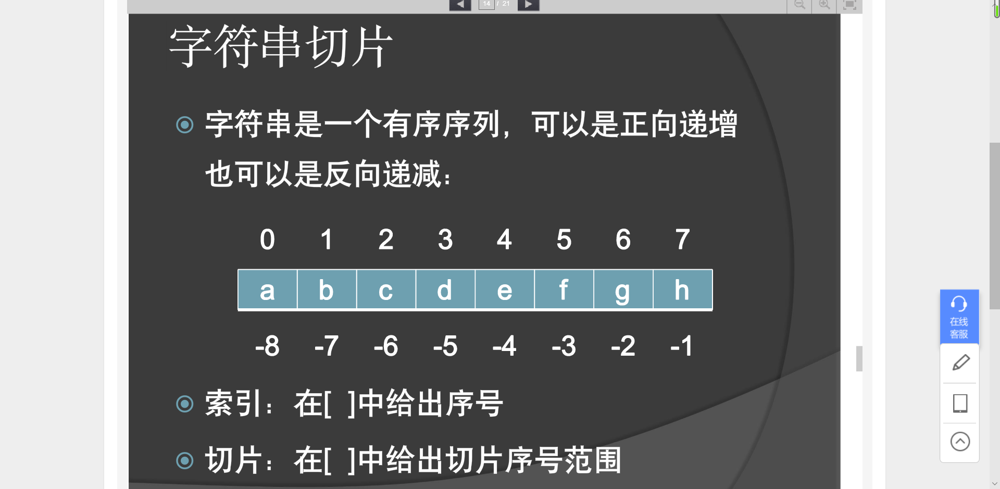 14 / 21
字符串切片
字符串是一个有序序列，可以是正向递增
也可以是反向递减：
0 1 2 3 4 5 6 7
a b c d e f g h
-8 -7 -6 -5 -4 -3 -2 -1
索引：在[ ]中给出序号
切片：在[ ]中给出切片序号范围
在线
客服